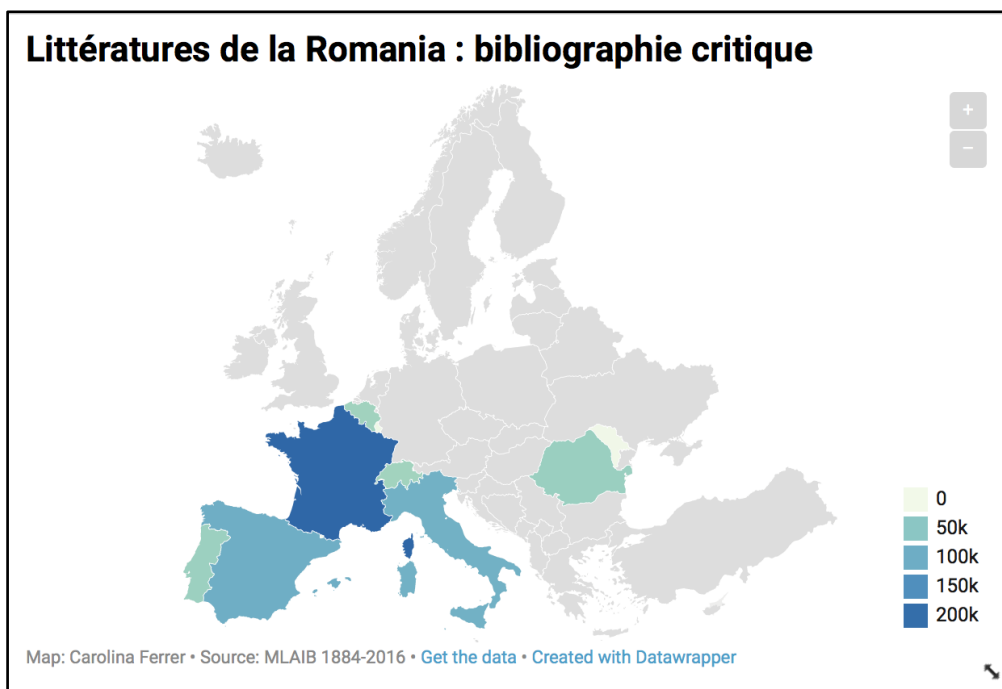 Littératures de la Romania : bibliographie critique
+
−
0
50k
100k
150k
200k
Map: Carolina Ferrer • Source: MLAIB 1884-2016 • Get the data • Created with Datawrapper